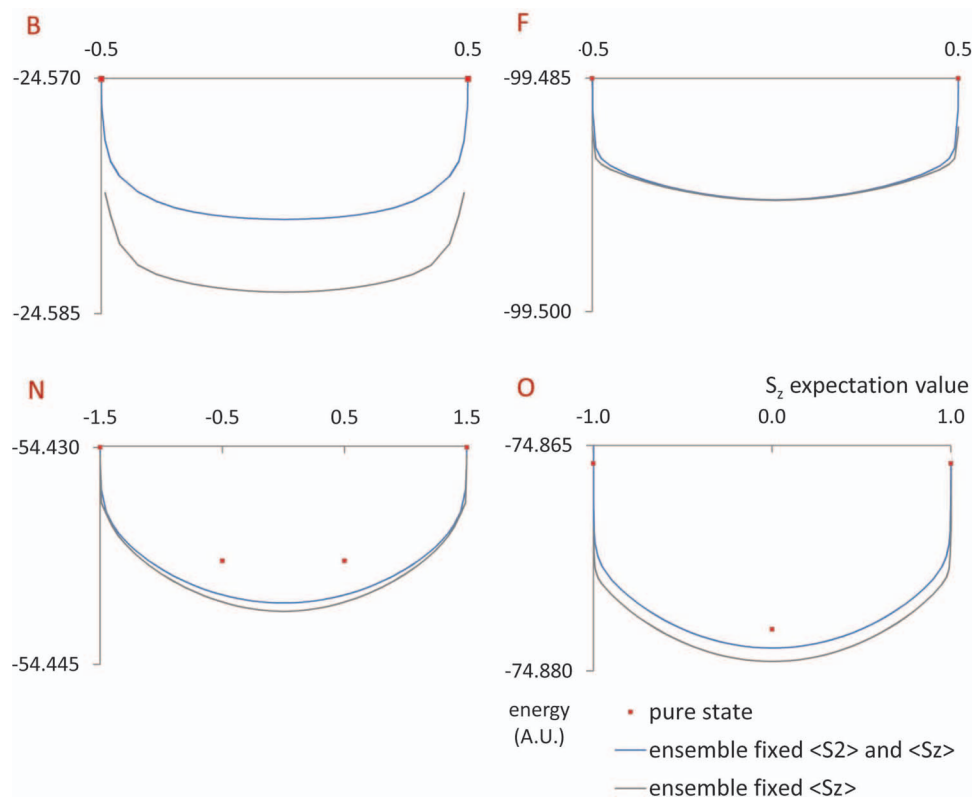 B
-0.5 0.5
-24.570
-24.585
F
-0.5 0.5
-99.485
-99.500
N
-1.5 -0.5 0.5 1.5
-54.430
-54.445
O
Sz expectation value
-1.0 0.0 1.0
-74.865
-74.880
energy
(A.U.)
pure state
ensemble fixed <S2> and <Sz>
ensemble fixed <Sz>